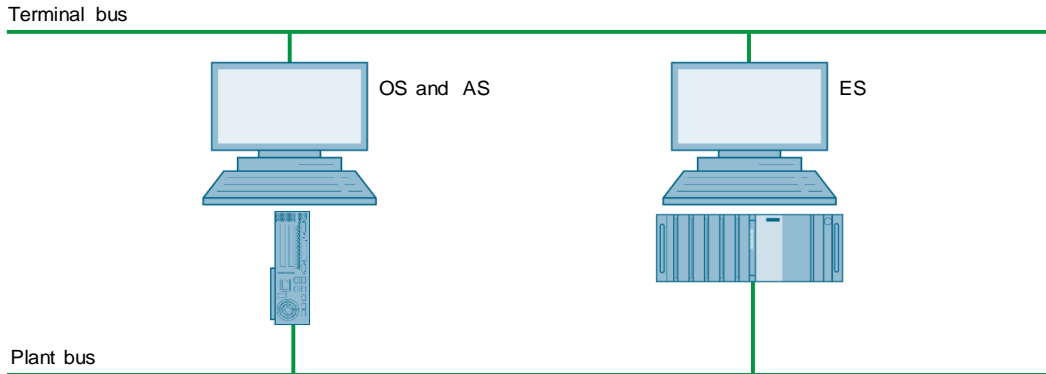 Terminal bus
OS and AS
ES
Plant bus